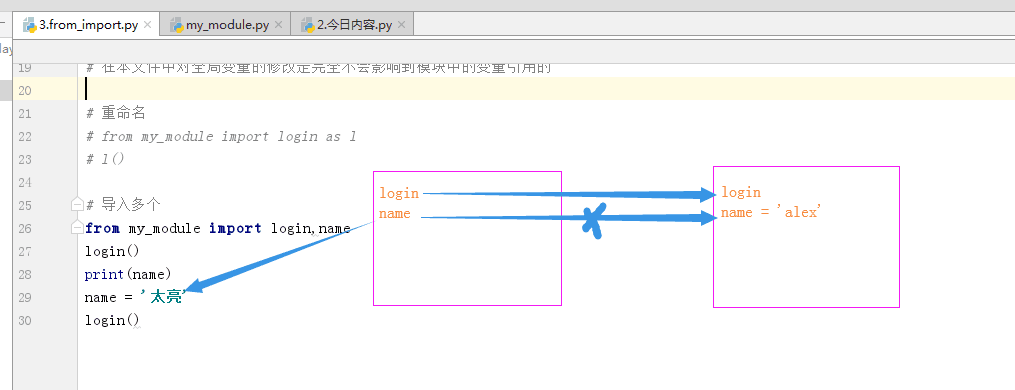 3.from_import.py
my_module.py
2.今日内容.py
19 # 在本文件中对全局变量的修改是完全不会影响到模块中的变量引用的
20
21 # 重命名
22 # from my_module import login as l
23 # l()
24
25 # 导入多个
26 from my_module import login,name
27 login()
28 print(name)
29 name = '太亮'
30 login()
login
name
login
name = 'alex'